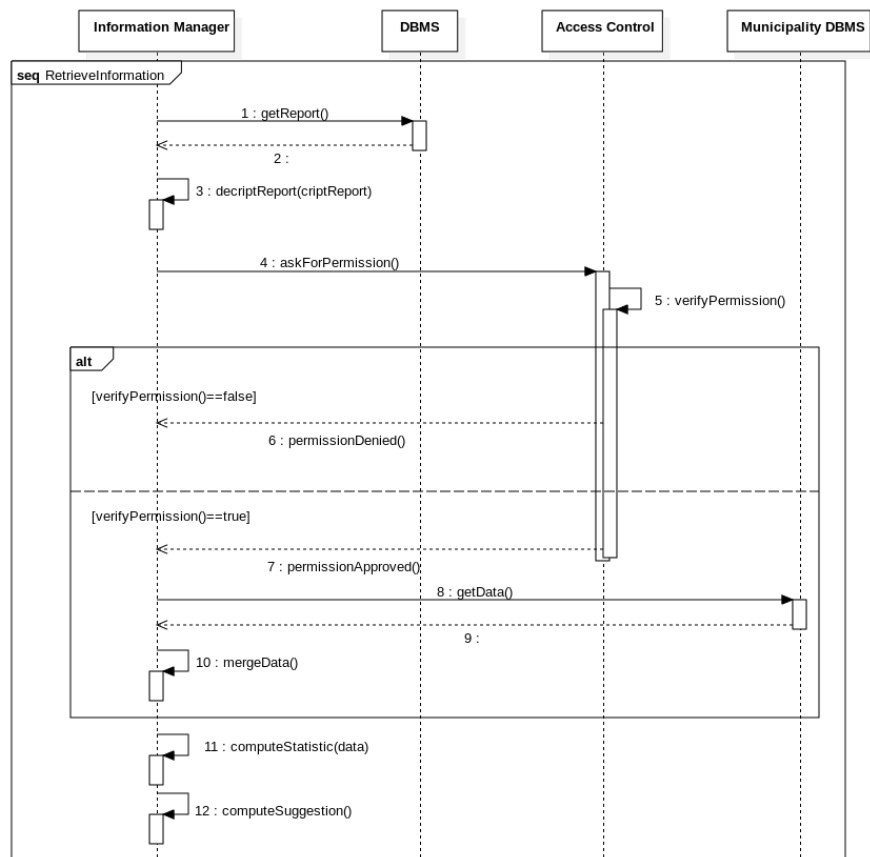 Information Manager
DBMS
Access Control
Municipality DBMS
seq RetrieveInformation
1 : getReport()
2 :
3 : decriptReport(criptReport)
4 : askForPermission()
5 : verifyPermission()
alt
[verifyPermission()==false]
6 : permissionDenied()
[verifyPermission()==true]
7 : permissionApproved()
8 : getData()
9 :
10 : mergeData()
11 : computeStatistic(data)
12 : computeSuggestion()